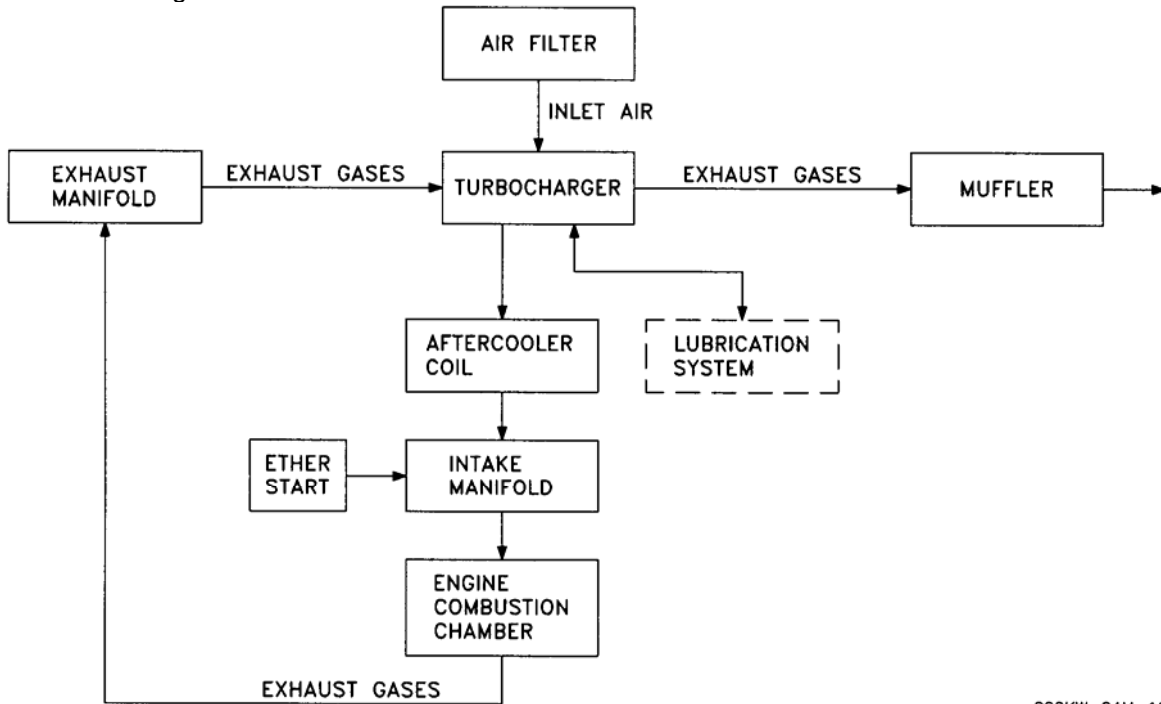 AIR FILTER
INLET AIR
EXHAUST
MANIFOLD
EXHAUST GASES
TURBOCHARGER
EXHAUST GASES
MUFFLER
AFTERCOOLER
COIL
LUBRICATION
SYSTEM
ETHER
START
INTAKE
MANIFOLD
ENGINE
COMBUSTION
CHAMBER
EXHAUST GASES